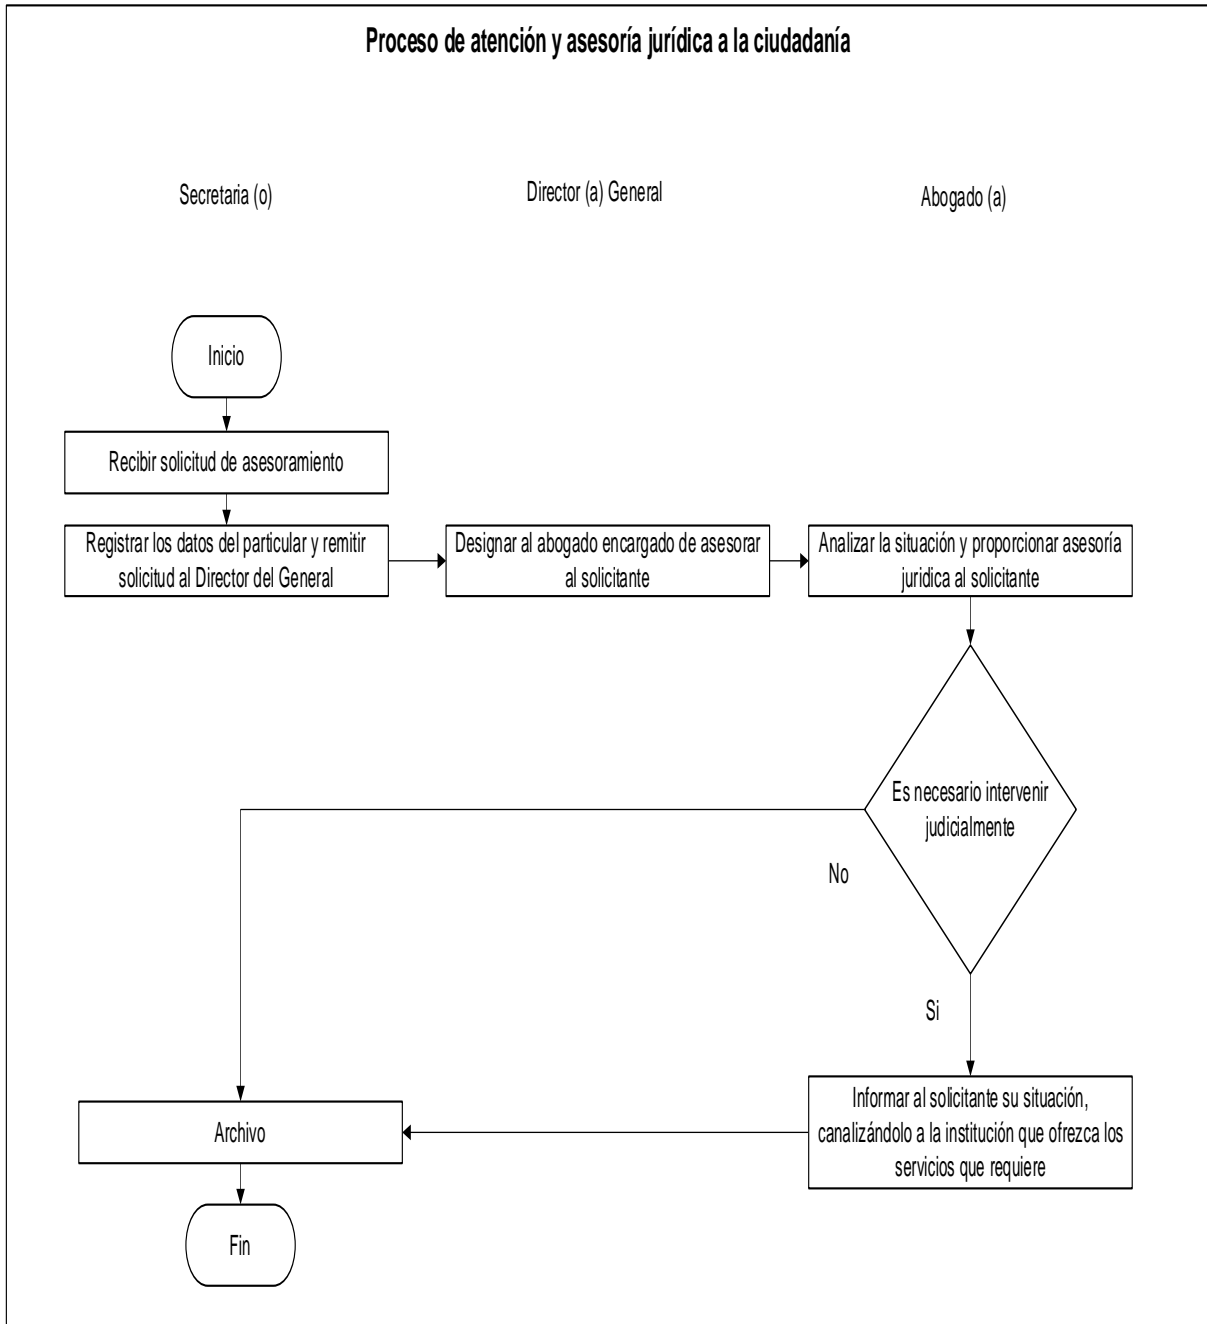 Proceso de atención y asesoría jurídica a la ciudadanía
Secretaria (o)
Director (a) General
Abogado (a)
Inicio
Recibir solicitud de asesoramiento
Registrar los datos del particular y remitir
solicitud al Director del General
Designar al abogado encargado de asesorar
al solicitante
Analizar la situación y proporcionar asesoría
juridica al solicitante
Es necesario intervenir
judicialmente
No
Si
Informar al solicitante su situación,
canalizándolo a la institución que ofrezca los
servicios que requiere
Archivo
Fin